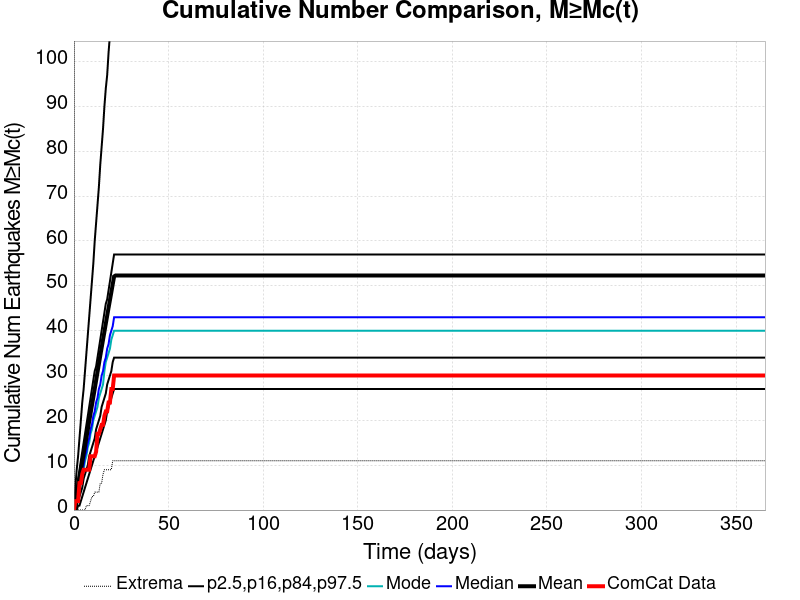 Cumulative Number Comparison, M≥Mc(t)
Cumulative Num Earthquakes M≥Mc(t)
100
90
80
70
60
50
40
30
20
10
0
0 50 100 150 200 250 300 350
Time (days)
Extrema p2.5,p16,p84,p97.5 Mode Median Mean ComCat Data